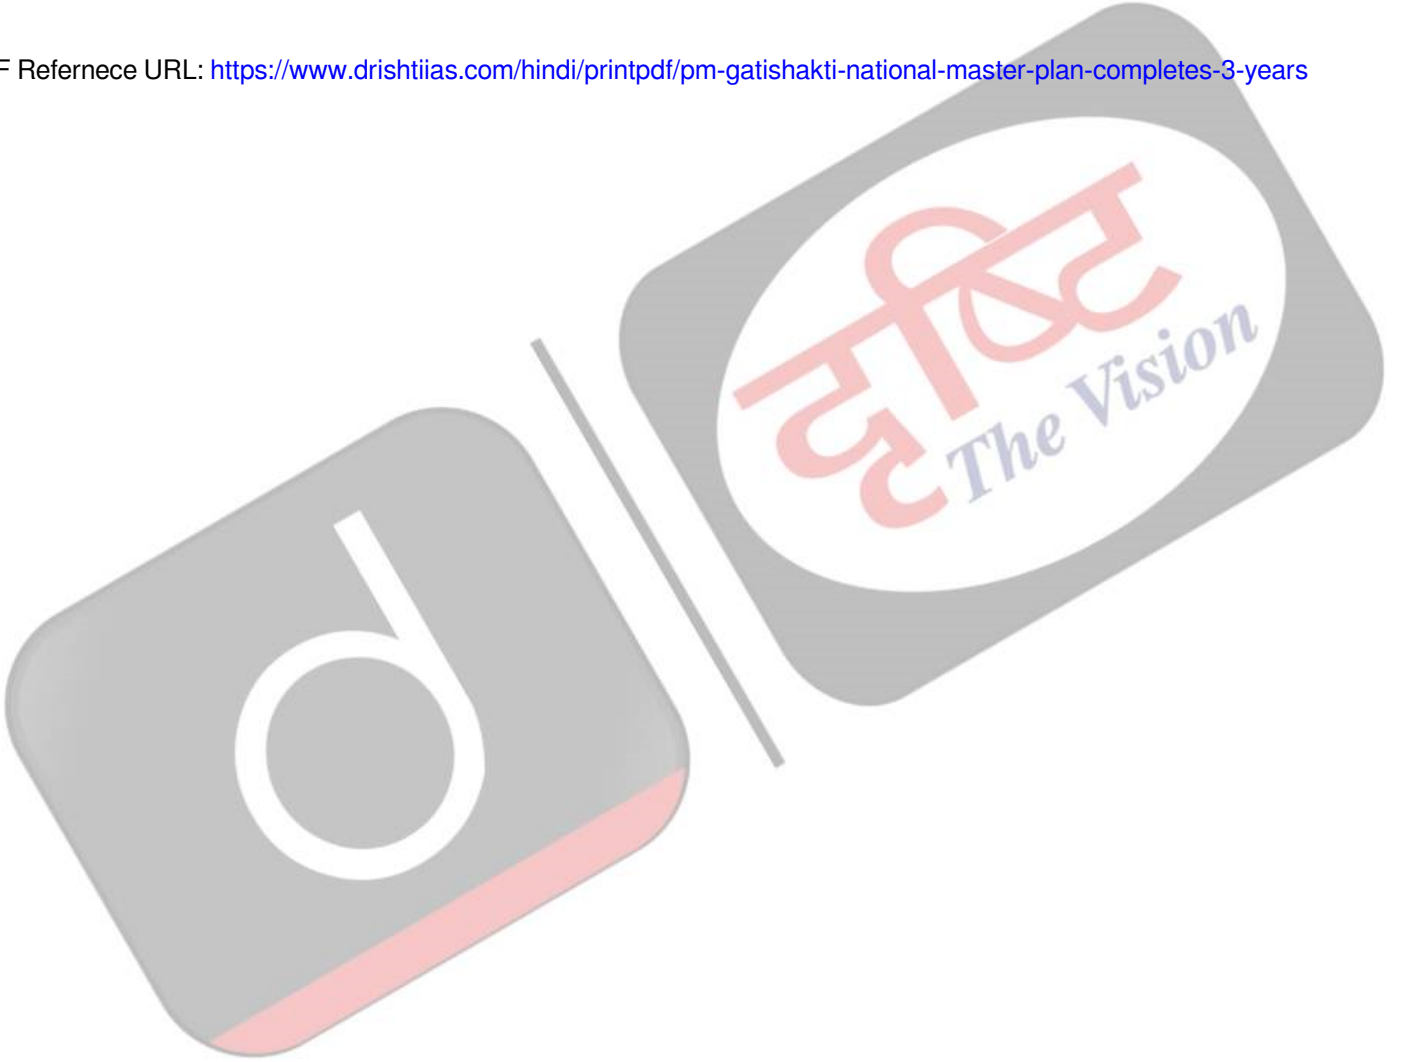 F Refernece URL: https://www.drishtiias.com/hindi/printpdf/pm-gatishakti-national-master-plan-completes-3-years
दृष्टि
The Vision
d